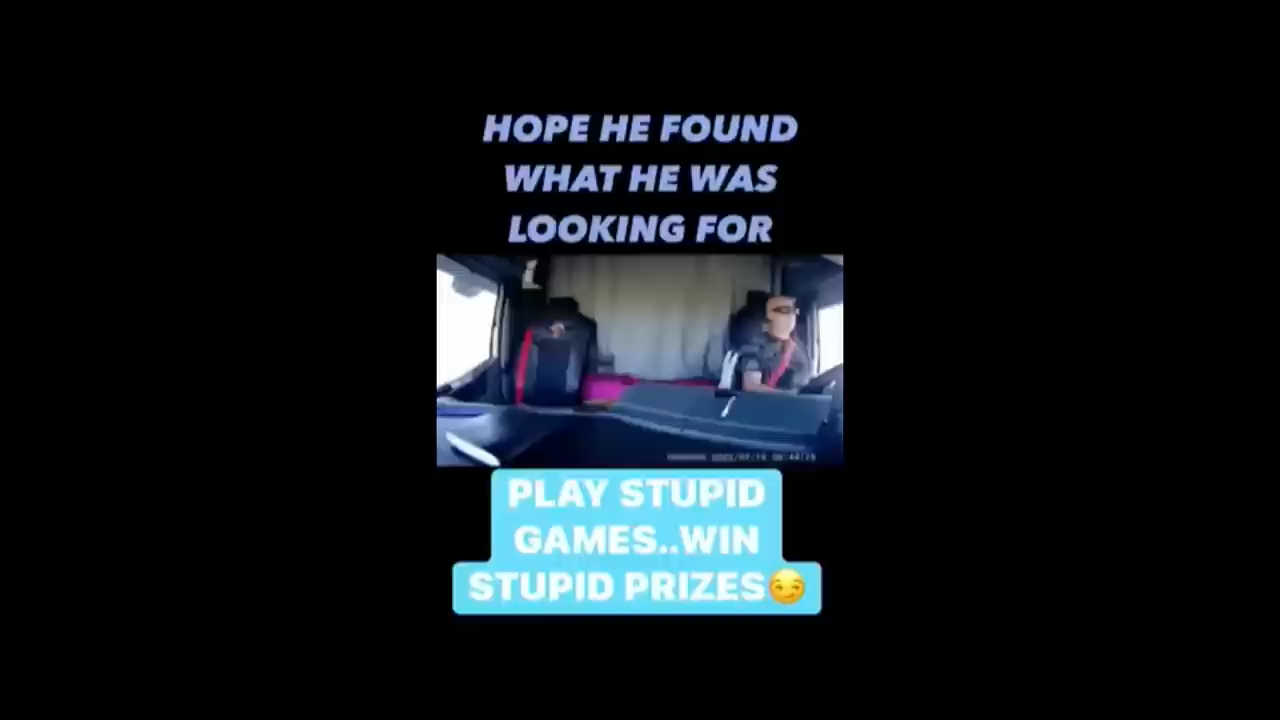 HOPE HE FOUND
WHAT HE WAS
LOOKING FOR
PLAY STUPID
GAMES..WIN
STUPID PRIZES😏